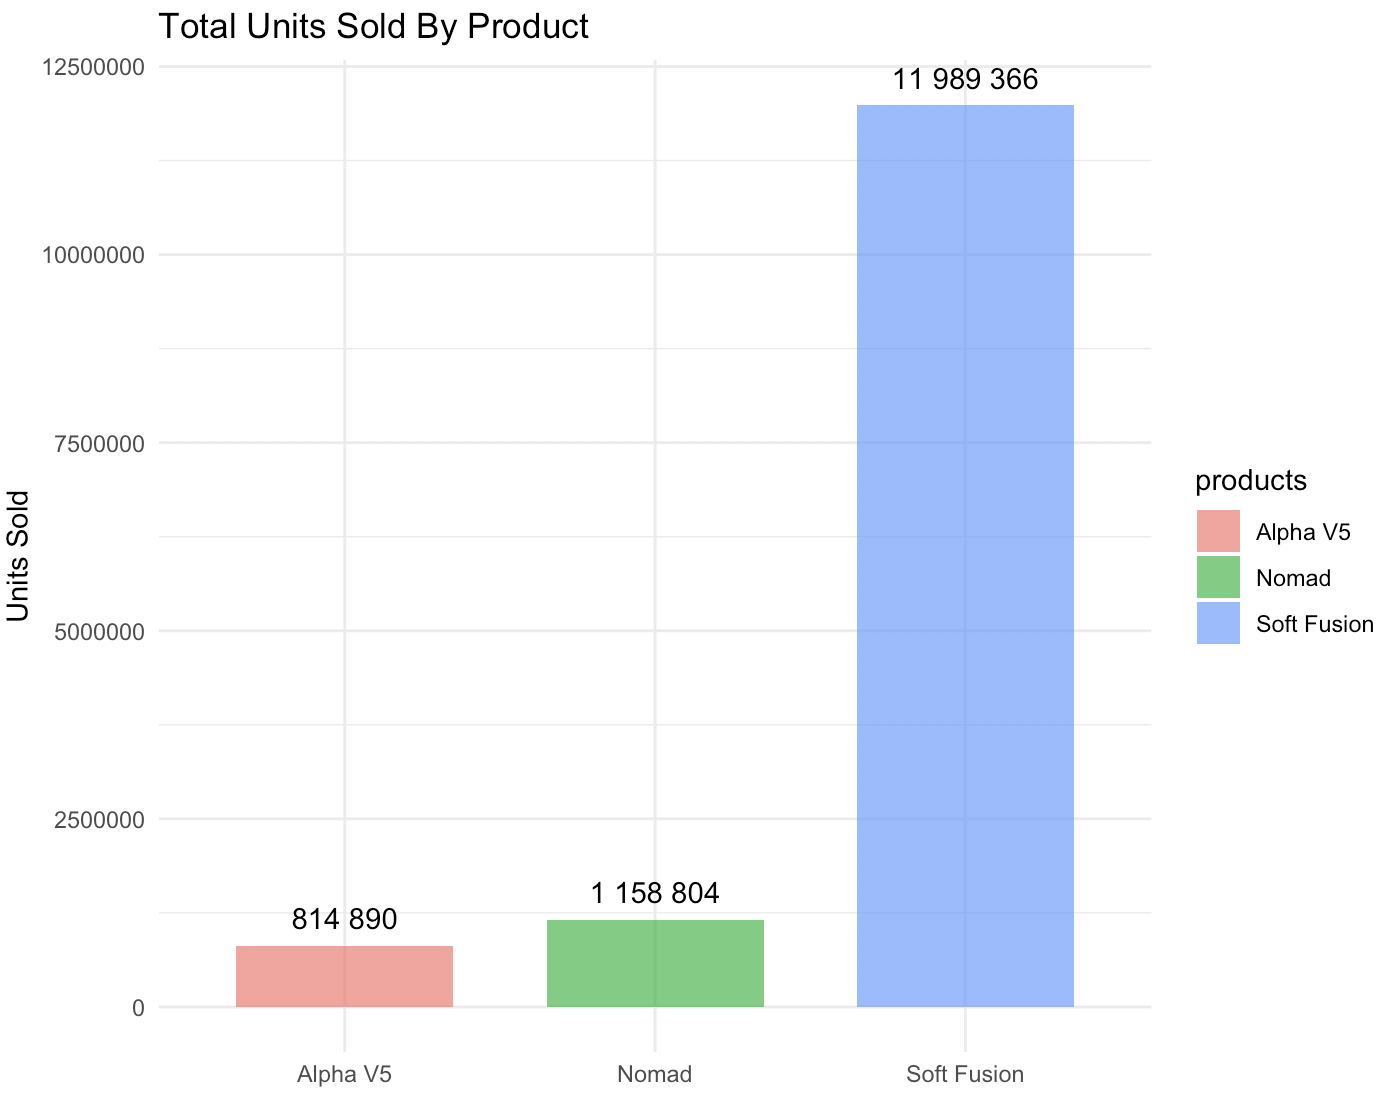 Total Units Sold By Product
12500000
10000000
7500000
5000000
2500000
0
Units Sold
814 890
1 158 804
11 989 366
Alpha V5
Nomad
Soft Fusion
products
Alpha V5
Nomad
Soft Fusion